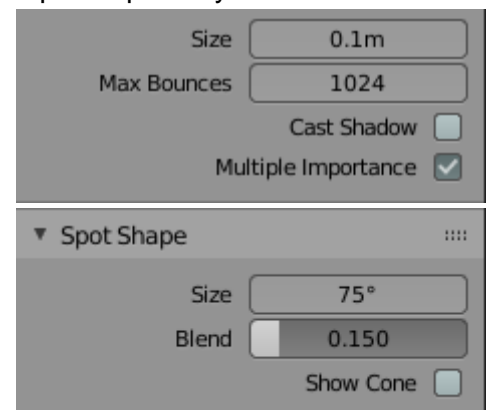 Size 0.1m
Max Bounces 1024
Cast Shadow
Multiple Importance
Spot Shape
Size 75°
Blend 0.150
Show Cone